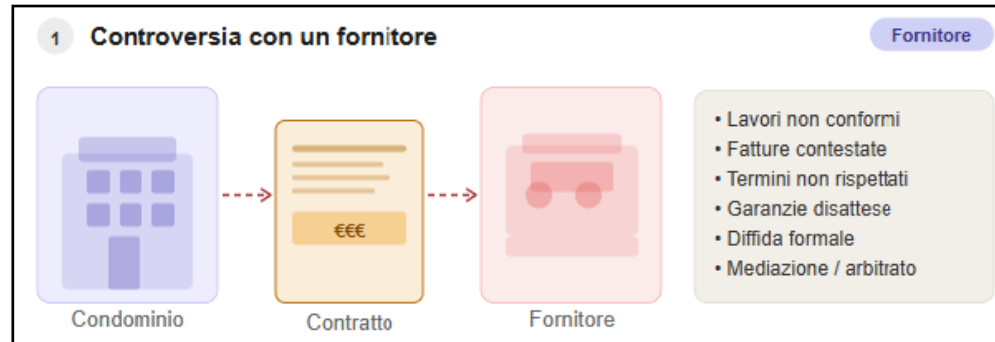 1 Controversia con un fornitore
Fornitore
• Lavori non conformi
• Fatture contestate
• Termini non rispettati
• Garanzie disattese
• Diffida formale
• Mediazione / arbitrato
€€€
Condominio
Contratto
Fornitore